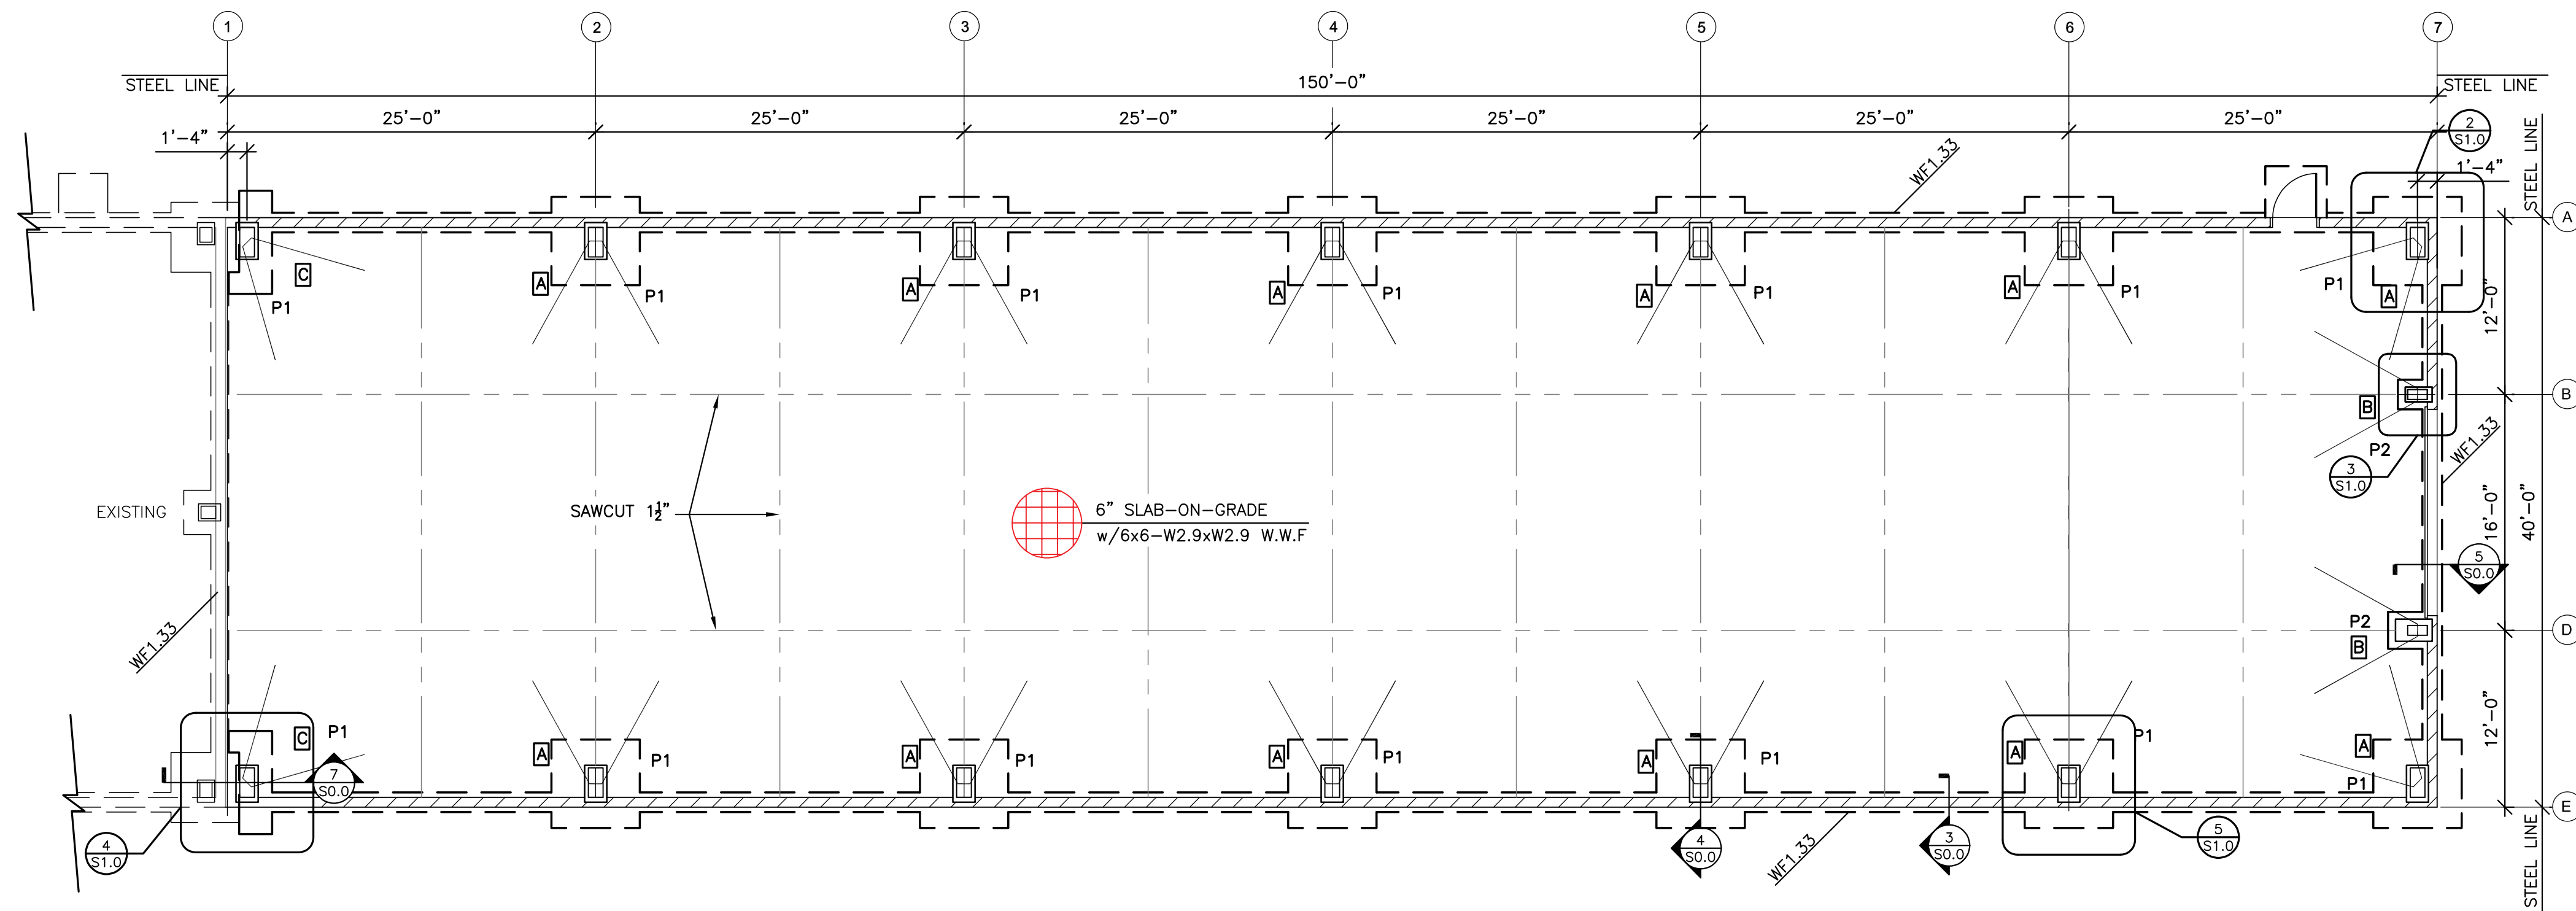 1 2 3 4 5 6 7
STEEL LINE
150'-0"
STEEL LINE
25'-0" 25'-0" 25'-0" 25'-0" 25'-0" 25'-0"
1'-4"
2
S1.0
1'-4"
STEEL LINE
WF1.33
A
C
P1
A
P1
A
P1
A
P1
A
P1
A
P1
P1
A
12'-0"
B
B
P2
3
S1.0
WF1.33
EXISTING
SAWCUT 1½"
6" SLAB-ON-GRADE
w/6x6-W2.9xW2.9 W.W.F
16'-0"
40'-0"
5
S0.0
WF1.33
P2
B
D
C
P1
7
S0.0
A
P1
A
P1
A
P1
A
P1
A
P1
A
P1
12'-0"
E
4
S1.0
4
S0.0
WF1.33
3
S0.0
5
S1.0
STEEL LINE